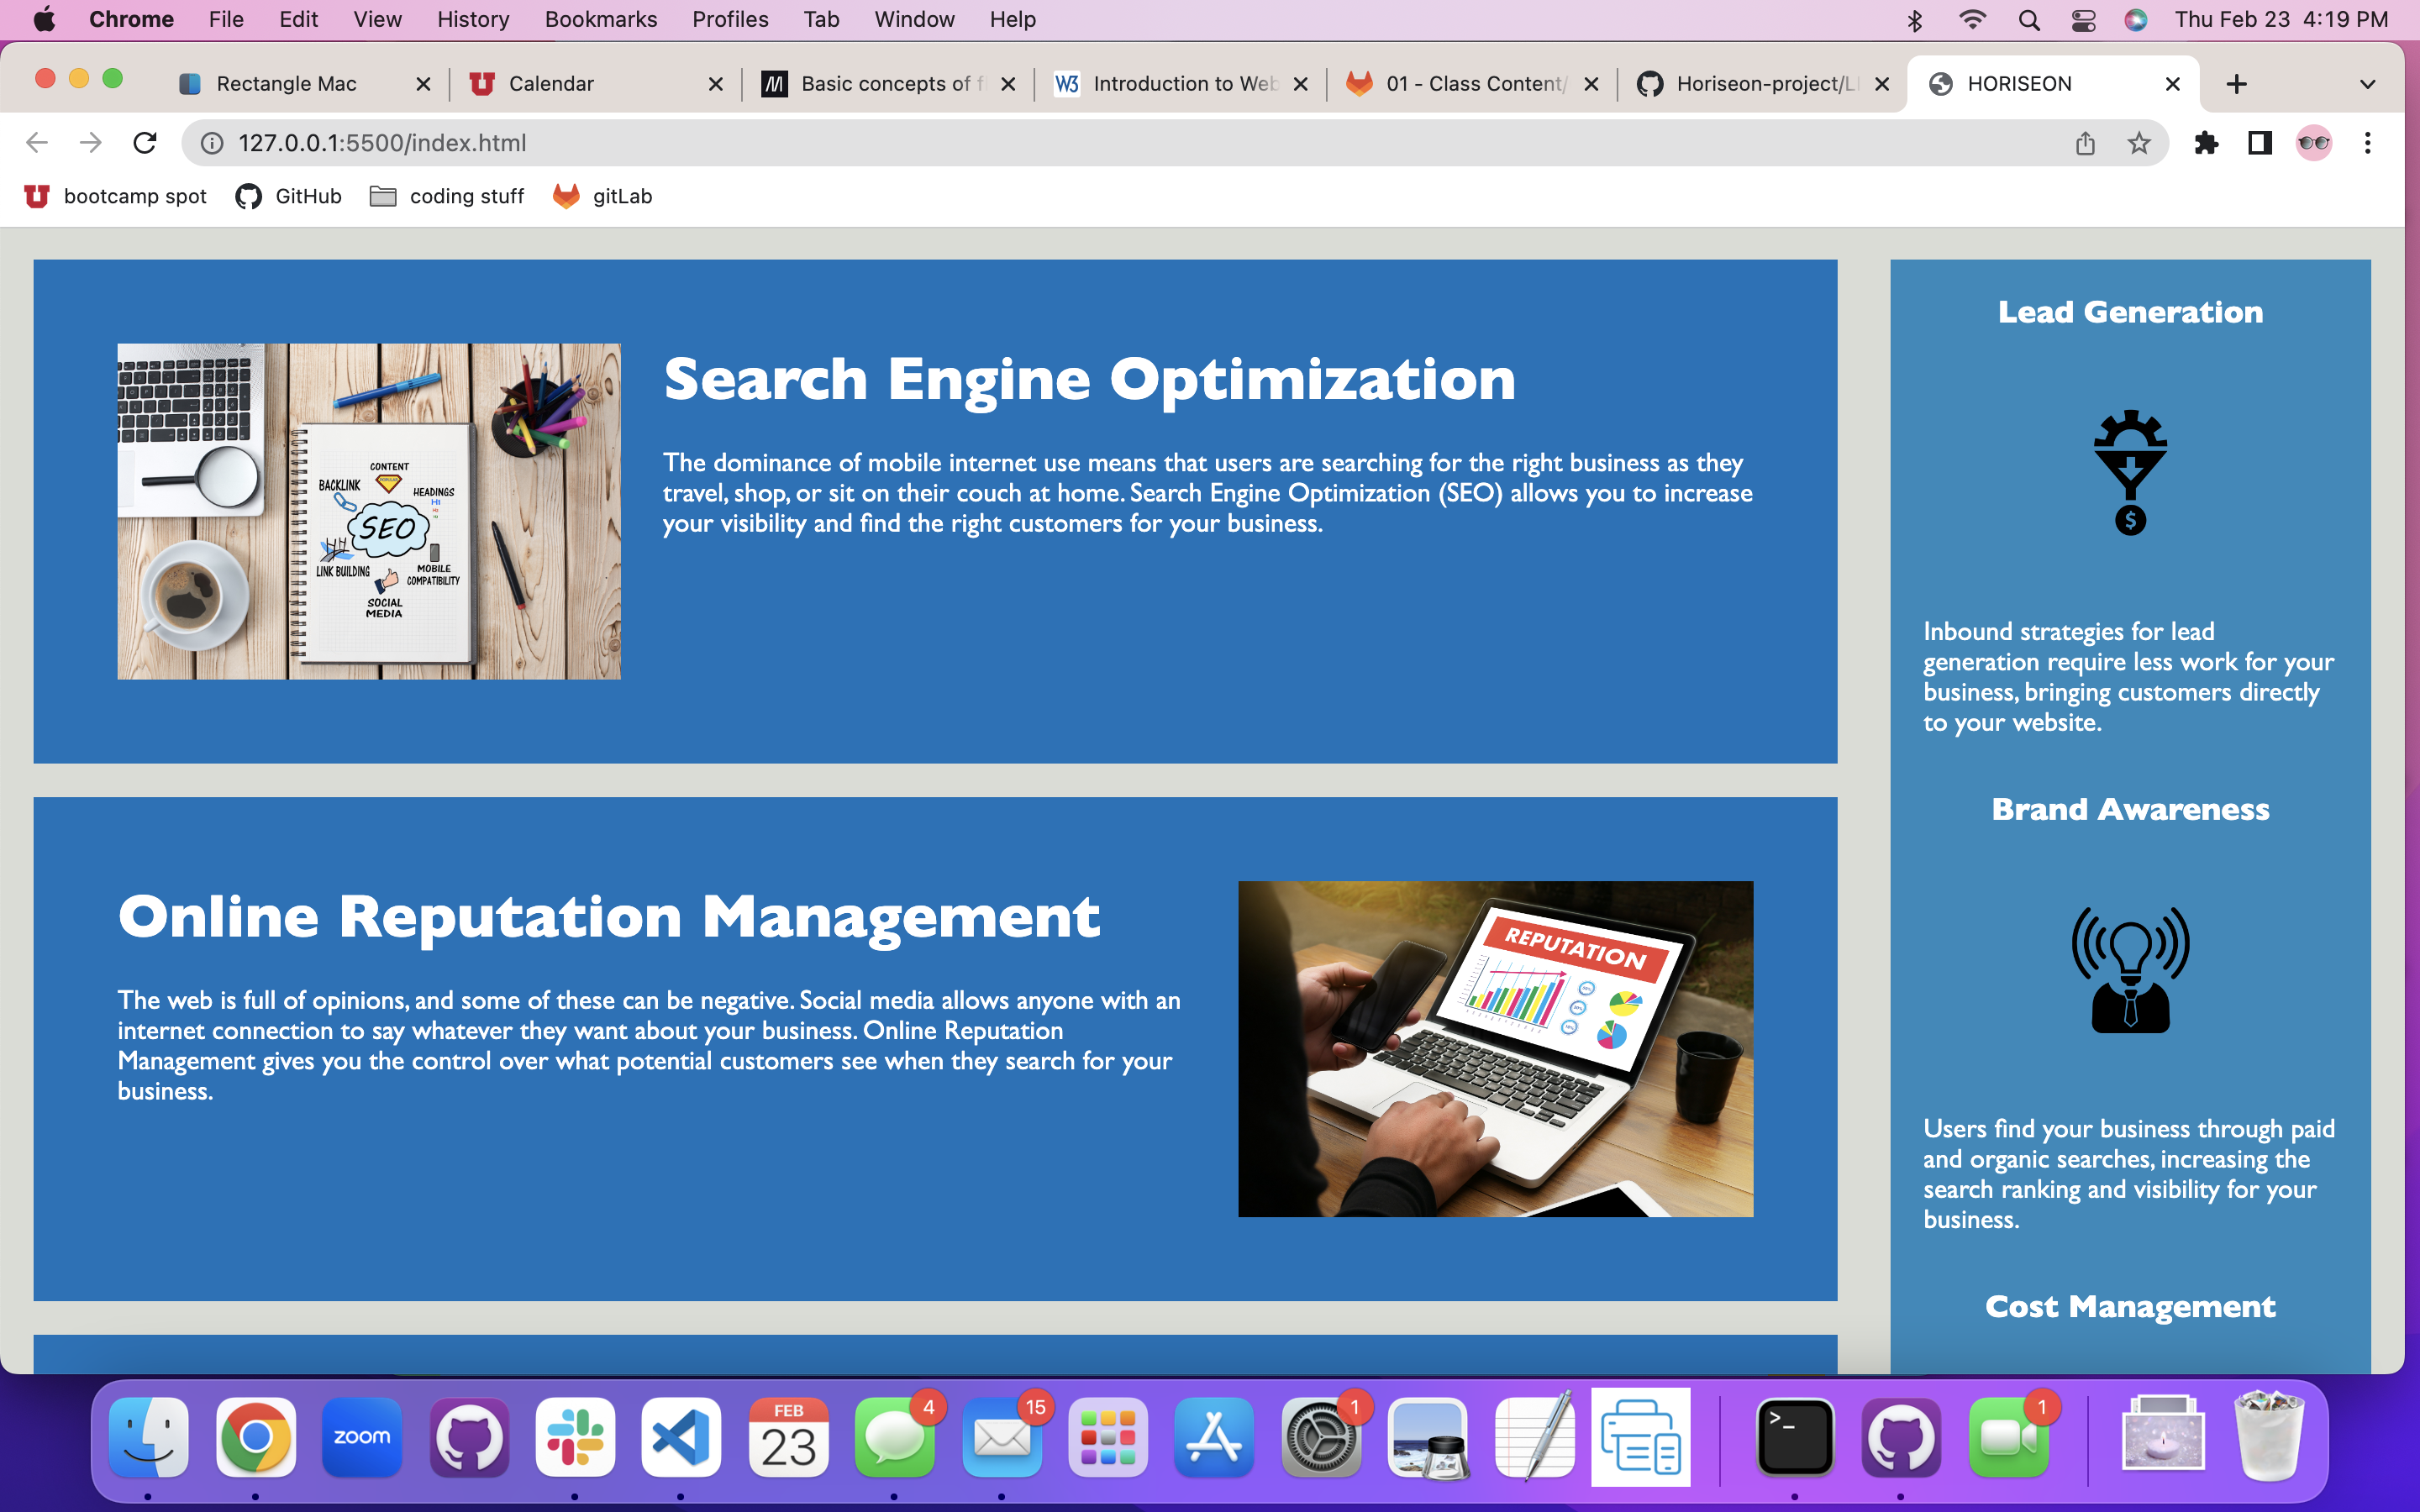 Chrome File Edit View History Bookmarks Profiles Tab Window Help Thu Feb 23 4:19 PM
Rectangle Mac Calendar Basic concepts of f Introduction to Web 01 - Class Content/ Horiseon-project/LI HORISEON
127.0.0.1:5500/index.html
bootcamp spot GitHub coding stuff gitLab
Search Engine Optimization
The dominance of mobile internet use means that users are searching for the right business as they
travel, shop, or sit on their couch at home. Search Engine Optimization (SEO) allows you to increase
your visibility and find the right customers for your business.
CONTENT
BACKLINK
HEADINGS
H1
SEO
LINK BUILDING
MOBILE
COMPATIBILITY
SOCIAL
MEDIA
Online Reputation Management
The web is full of opinions, and some of these can be negative. Social media allows anyone with an
internet connection to say whatever they want about your business. Online Reputation
Management gives you the control over what potential customers see when they search for your
business.
REPUTATION
Lead Generation
$
Inbound strategies for lead
generation require less work for your
business, bringing customers directly
to your website.
Brand Awareness
Users find your business through paid
and organic searches, increasing the
search ranking and visibility for your
business.
Cost Management
zoom
FEB
23
4
15
1
>_
1